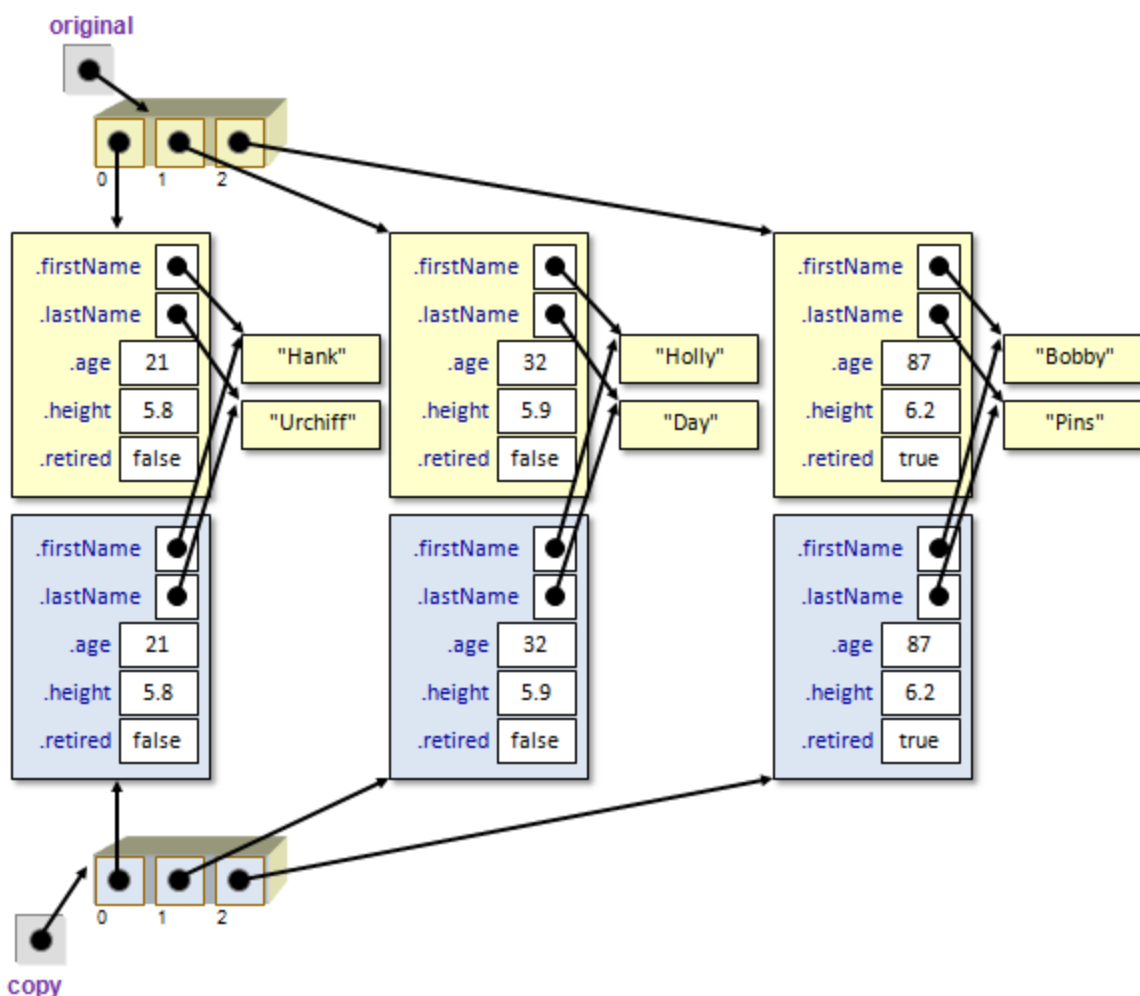 original
0 1 2
.firstName .firstName .firstName
.lastName .lastName .lastName
"Hank" "Holly" "Bobby"
.age 21 .age 32 .age 87
.height 5.8 .height 5.9 .height 6.2
"Urchiff" "Day" "Pins"
.retired false .retired false .retired true
.firstName .firstName .firstName
.lastName .lastName .lastName
.age 21 .age 32 .age 87
.height 5.8 .height 5.9 .height 6.2
.retired false .retired false .retired true
0 1 2
copy